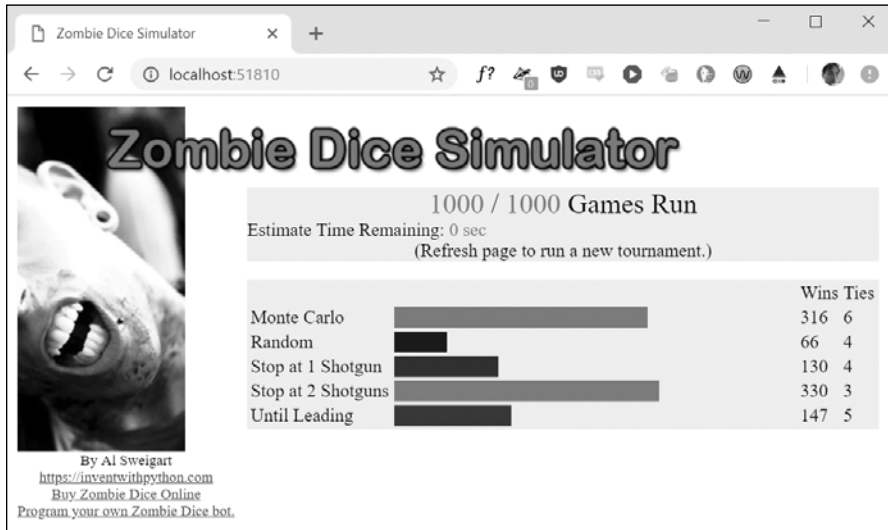 Zombie Dice Simulator
localhost:51810
f?
0
UD
CSS
W
Zombie Dice Simulator
1000 / 1000 Games Run
Estimate Time Remaining: 0 sec
(Refresh page to run a new tournament.)
Wins Ties
Monte Carlo 316 6
Random 66 4
Stop at 1 Shotgun 130 4
Stop at 2 Shotguns 330 3
Until Leading 147 5
By Al Sweigart
https://inventwithpython.com
Buy Zombie Dice Online
Program your own Zombie Dice bot.